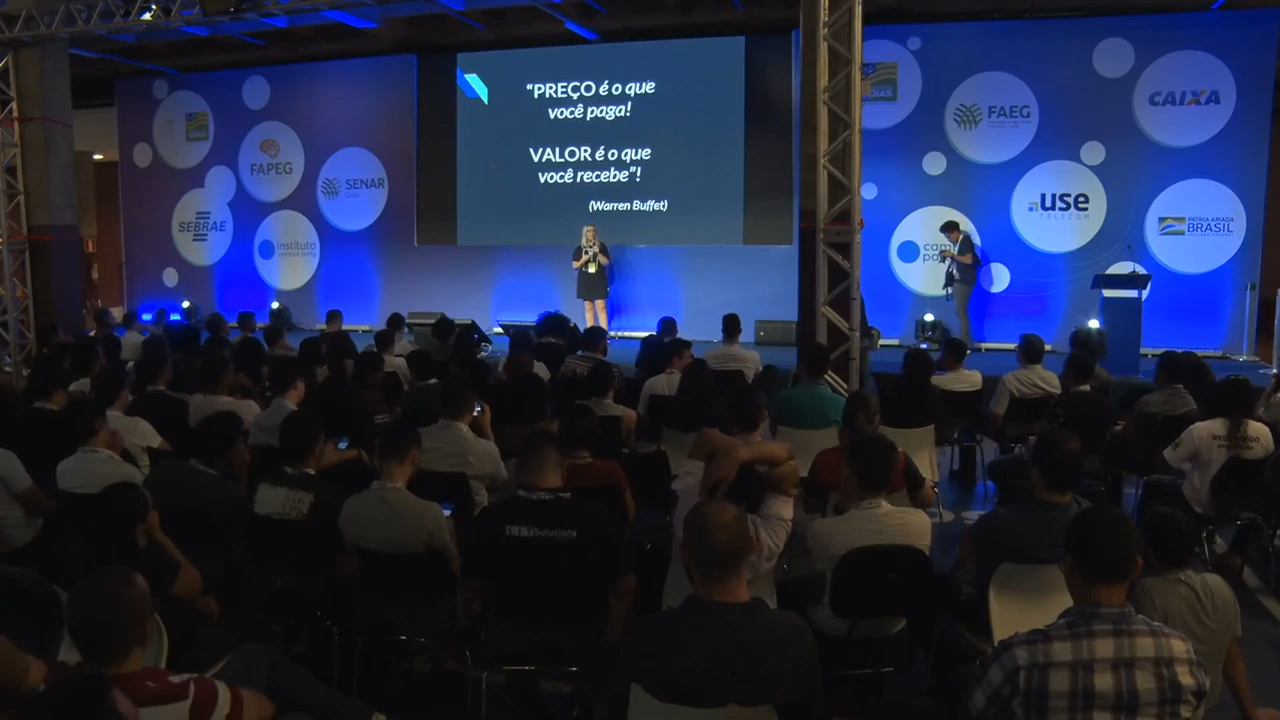 “PREÇO é o que
você paga!
VALOR é o que
você recebe”!
(Warren Buffet)
FAPEG
SENAR
SEBRAE
instituto
campus party
FAEG
CAIXA
use
TELECOM
PÁTRIA AMADA
BRASIL
Solutions